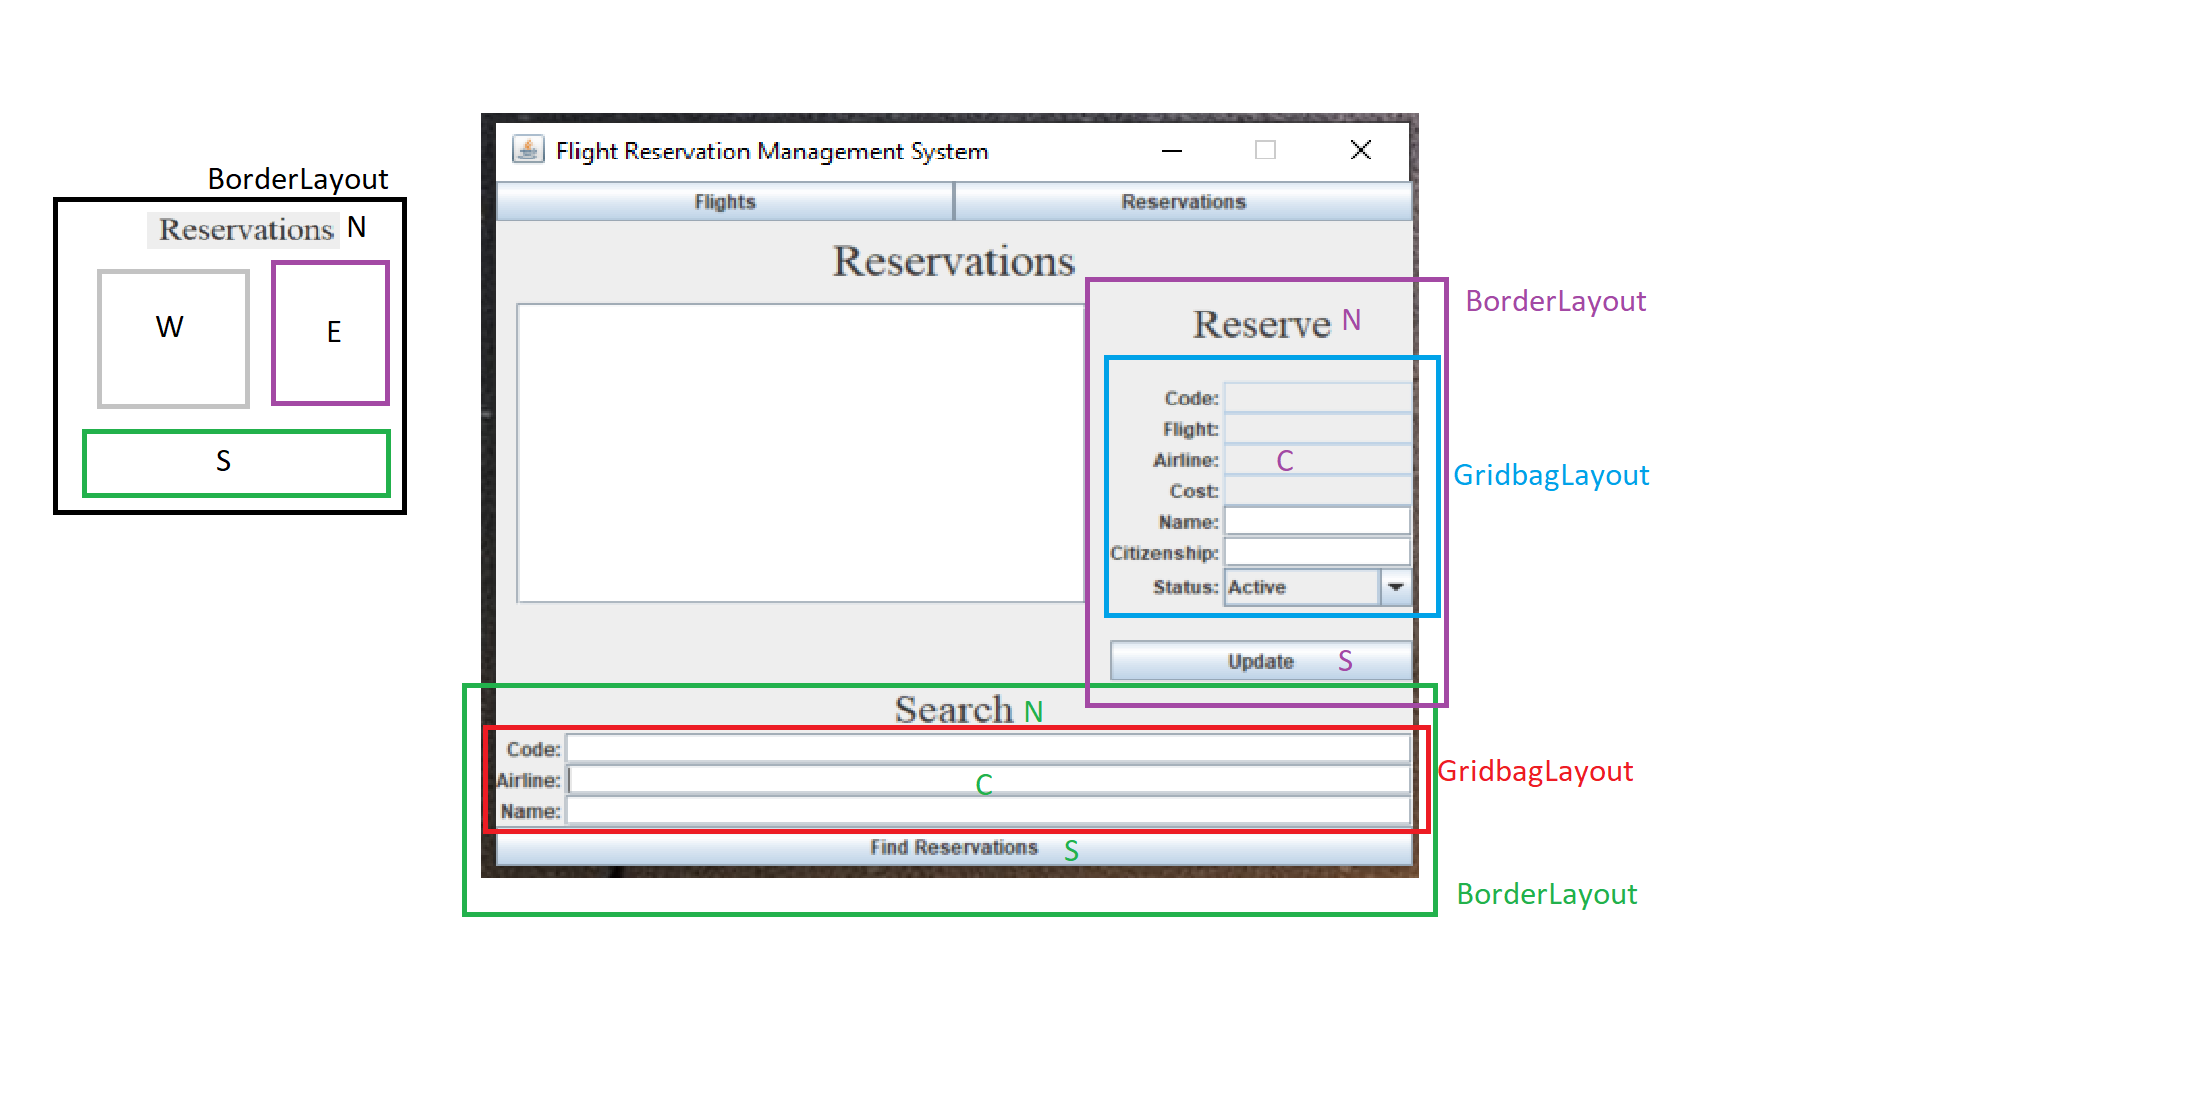 BorderLayout
Reservations N
W
E
S
Flight Reservation Management System
Flights Reservations
Reservations
BorderLayout
Reserve N
GridbagLayout
Code:
Flight:
Airline: C
Cost:
Name:
Citizenship:
Status: Active
Update S
Search N
Code:
Airline: C
Name:
GridbagLayout
Find Reservations S
BorderLayout